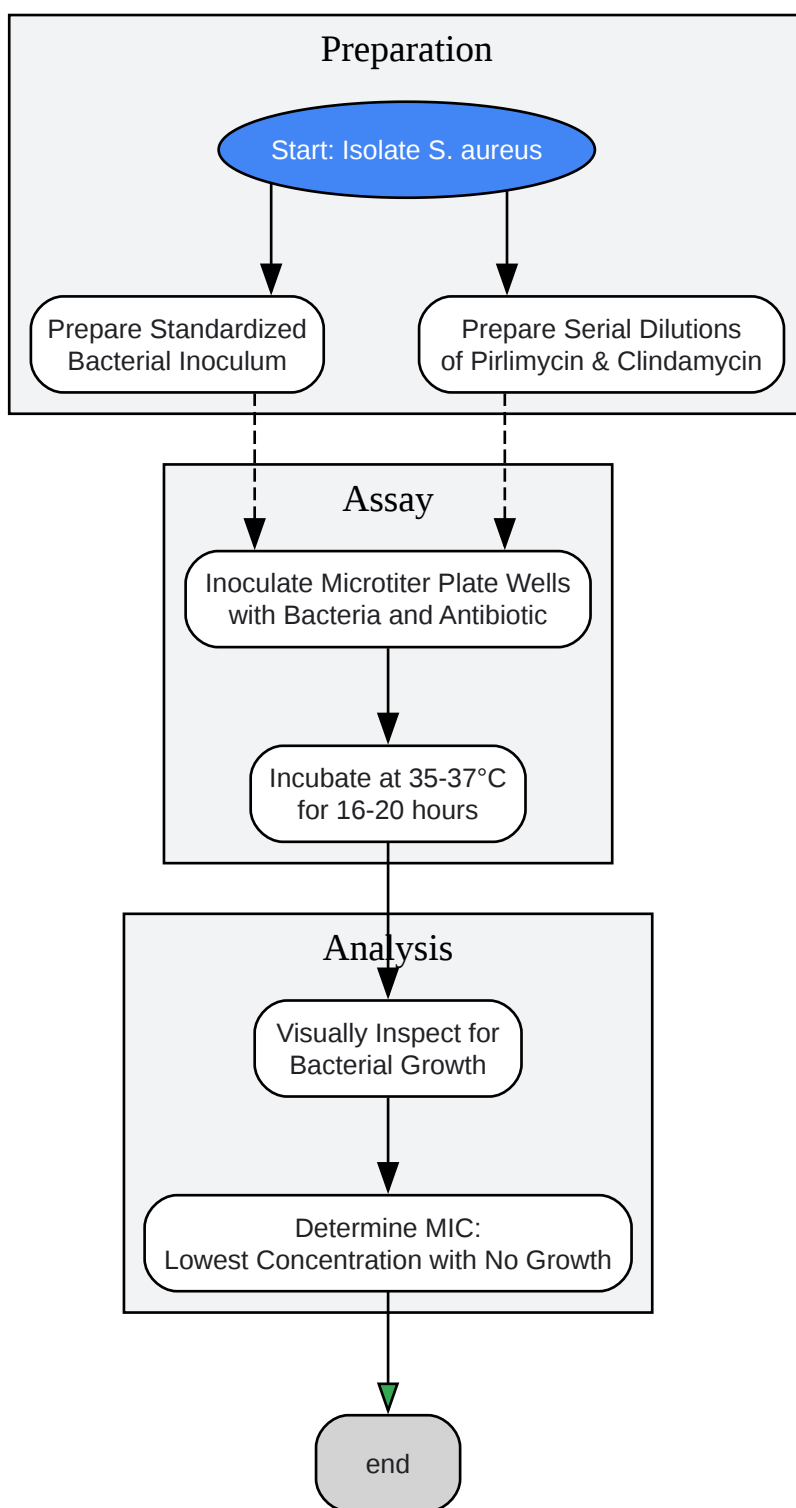 Preparation
Start: Isolate S. aureus
Prepare Standardized
Bacterial Inoculum
Prepare Serial Dilutions
of Pirlimycin & Clindamycin
Assay
Inoculate Microtiter Plate Wells
with Bacteria and Antibiotic
Incubate at 35-37°C
for 16-20 hours
Analysis
Visually Inspect for
Bacterial Growth
Determine MIC:
Lowest Concentration with No Growth
end